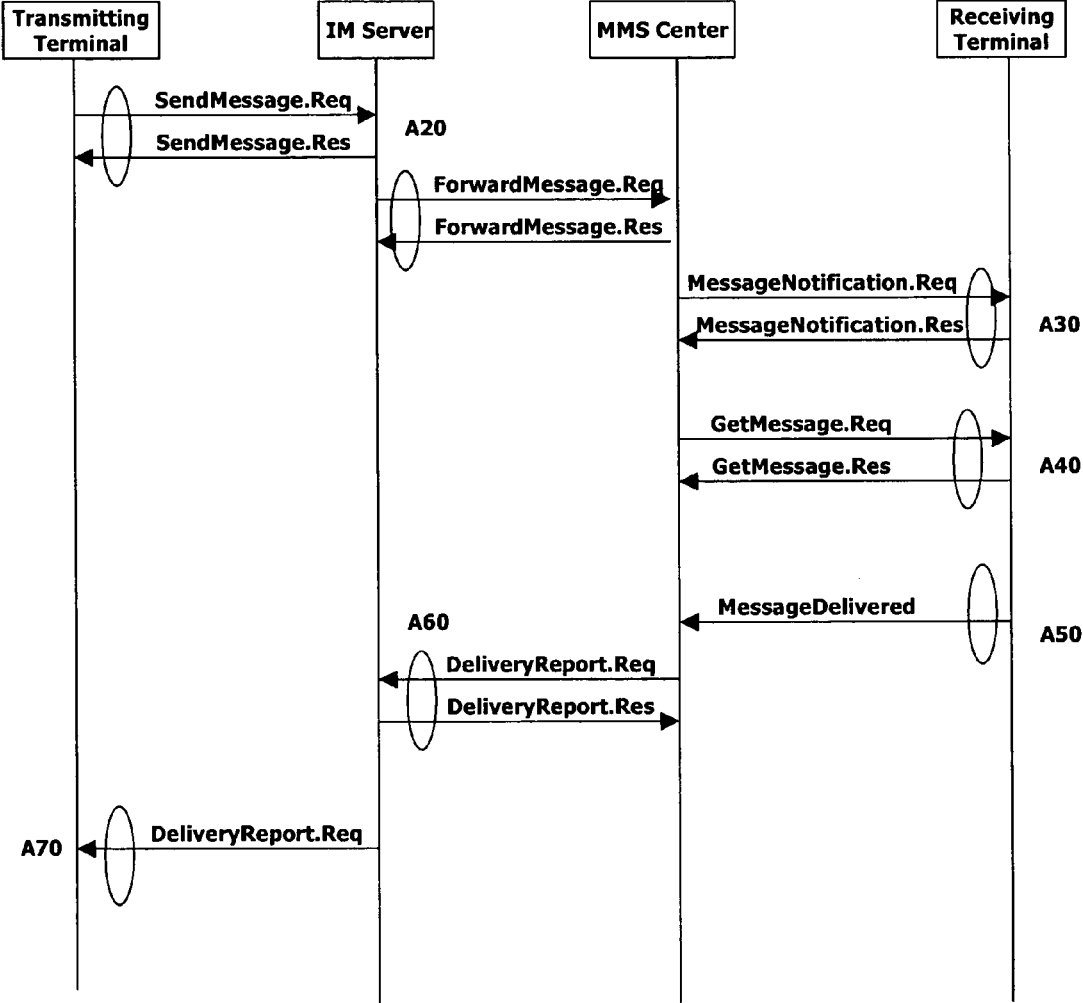 Transmitting
Terminal
IM Server
MMS Center
Receiving
Terminal
SendMessage.Req
A20
SendMessage.Res
ForwardMessage.Req
ForwardMessage.Res
MessageNotification.Req
MessageNotification.Res
A30
GetMessage.Req
GetMessage.Res
A40
MessageDelivered
A50
A60
DeliveryReport.Req
DeliveryReport.Res
DeliveryReport.Req
A70